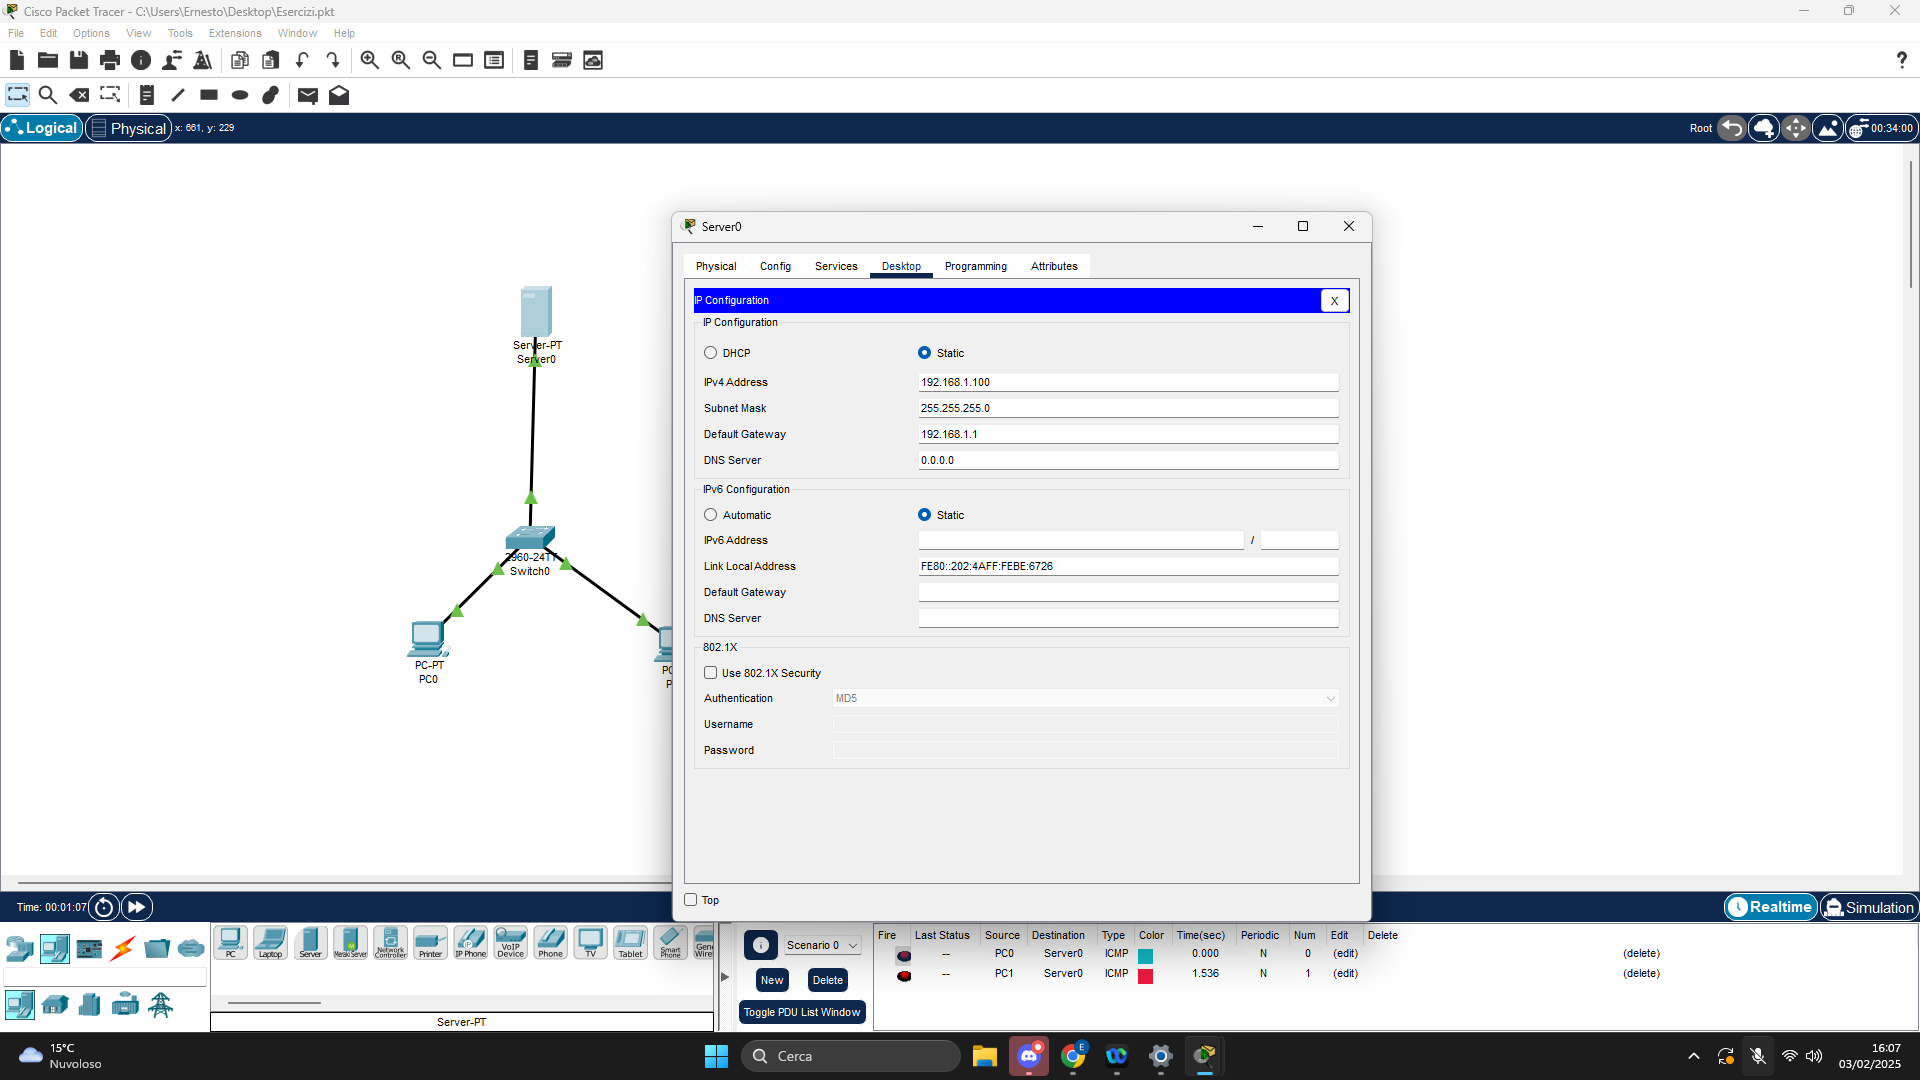 Cisco Packet Tracer - C:\Users\Ernesto\Desktop\Esercizi.pkt
File Edit Options View Tools Extensions Window Help
?
Logical Physical x: 661, y: 229
Root 00:34:00
Server-PT
Server0
2960-24TT
Switch0
PC-PT
PC0
PC
P
Server0
Physical Config Services Desktop Programming Attributes
IP Configuration X
IP Configuration
DHCP Static
IPv4 Address 192.168.1.100
Subnet Mask 255.255.255.0
Default Gateway 192.168.1.1
DNS Server 0.0.0.0
IPv6 Configuration
Automatic Static
IPv6 Address /
Link Local Address FE80::202:4AFF:FEBE:6726
Default Gateway
DNS Server
802.1X
Use 802.1X Security
Authentication MD5
Username
Password
Top
Time: 00:01:07
Realtime Simulation
PC Laptop Server Meraki Server Network Controller Printer IP Phone VoIP Device Phone TV Tablet Smart Phone Gene Wire
Server-PT
Scenario 0
New Delete
Toggle PDU List Window
Fire Last Status Source Destination Type Color Time(sec) Periodic Num Edit Delete
-- PC0 Server0 ICMP 0.000 N 0 (edit) (delete)
-- PC1 Server0 ICMP 1.536 N 1 (edit) (delete)
15°C
Nuvoloso
Cerca
E
16:07
03/02/2025